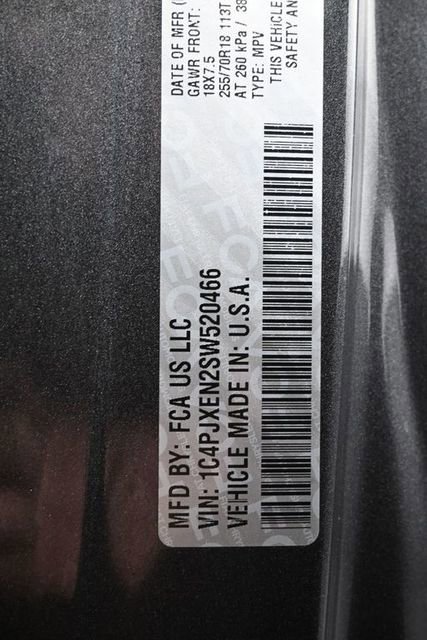 MFD BY: FCA US LLC
VIN: 1C4PJXEN2SW520466
VEHICLE MADE IN: U.S.A.
DATE OF MFR (
GAWR FRONT:
18X7.5
255/70R18 113T
AT 260 kPa / 38
TYPE: MPV
THIS VEHICLE
SAFETY AN